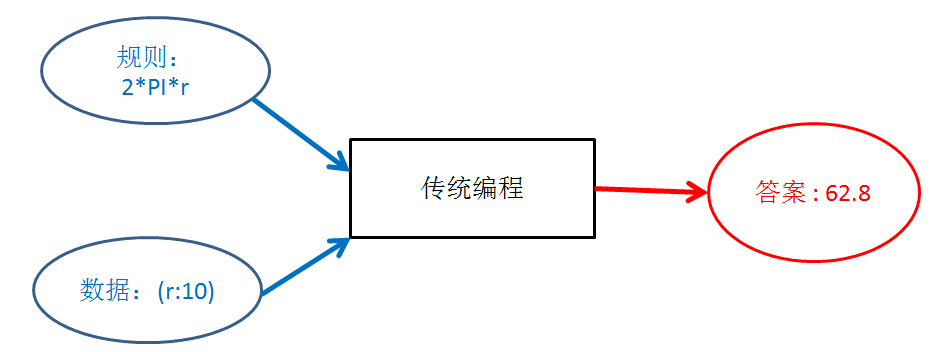 规则：
2*PI*r
传统编程
答案 : 62.8
数据：(r:10)